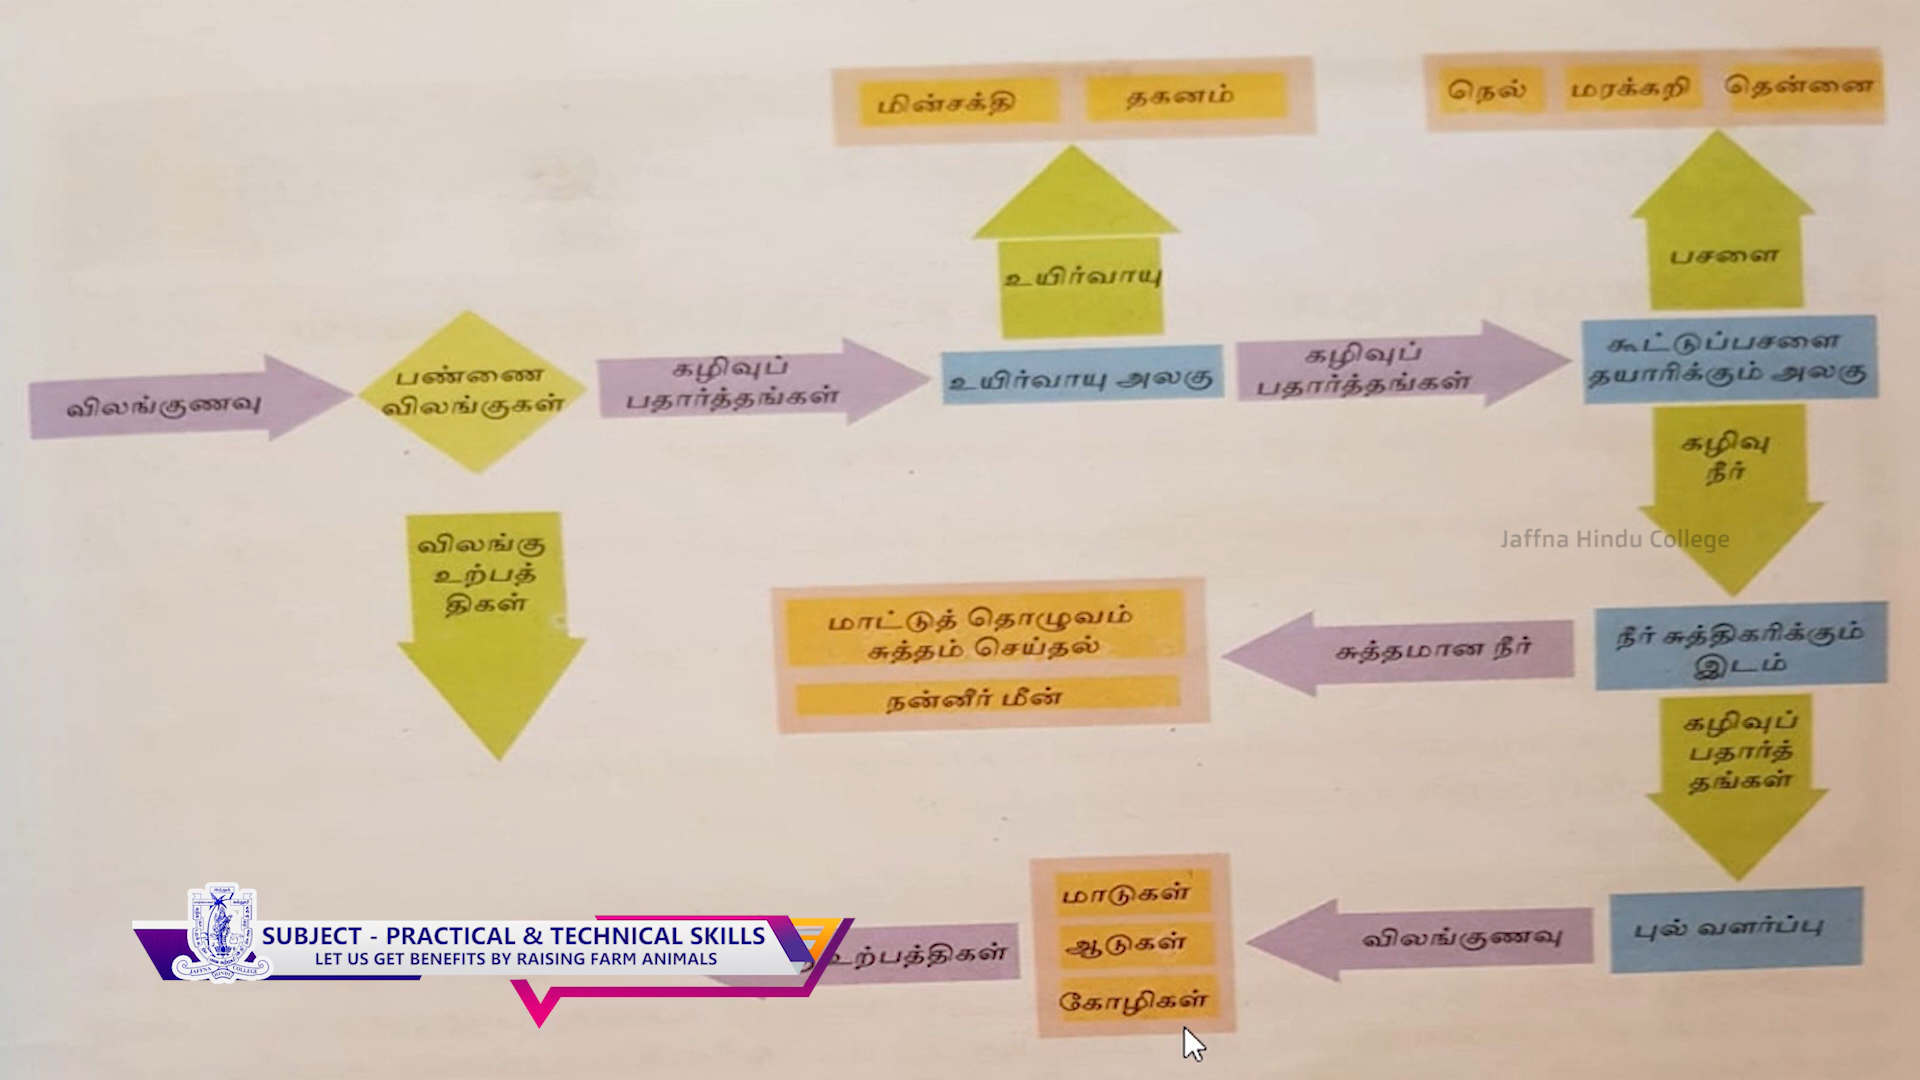 மின்சக்தி
தகனம்
நெல்
மரக்கறி
தென்னை
உயிர்வாயு
பசளை
விலங்குணவு
பண்ணை
விலங்குகள்
கழிவுப்
பதார்த்தங்கள்
உயிர்வாயு அலகு
கழிவுப்
பதார்த்தங்கள்
கூட்டுப்பசளை
தயாரிக்கும் அலகு
கழிவு
நீர்
விலங்கு
உற்பத்
திகள்
Jaffna Hindu College
மாட்டுத் தொழுவம்
சுத்தம் செய்தல்
நன்னீர் மீன்
சுத்தமான நீர்
நீர் சுத்திகரிக்கும்
இடம்
கழிவுப்
பதார்த்
தங்கள்
மாடுகள்
ஆடுகள்
கோழிகள்
விலங்குணவு
புல் வளர்ப்பு
உற்பத்திகள்
SUBJECT - PRACTICAL & TECHNICAL SKILLS
LET US GET BENEFITS BY RAISING FARM ANIMALS